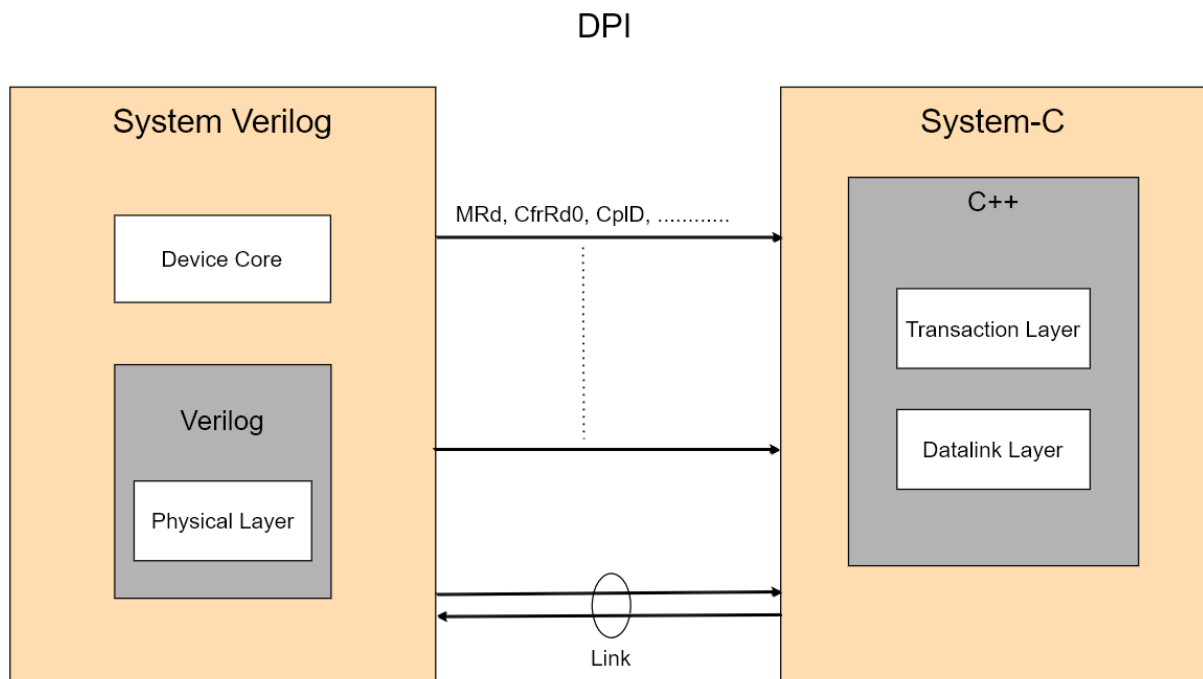 DPI
System Verilog
Device Core
Verilog
Physical Layer
MRd, CfrRd0, CplD, ............
Link
System-C
C++
Transaction Layer
Datalink Layer